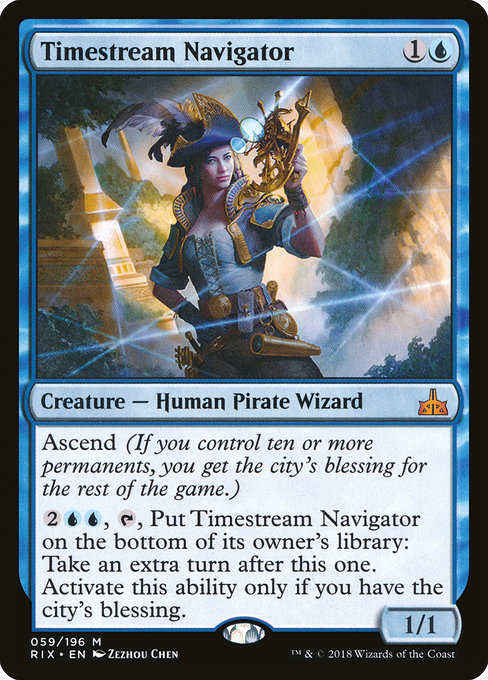 Timestream Navigator 1
Creature — Human Pirate Wizard
Ascend (If you control ten or more
permanents, you get the city's blessing for
the rest of the game.)
2, , Put Timestream Navigator
on the bottom of its owner's library:
Take an extra turn after this one.
Activate this ability only if you have the
city's blessing.
1/1
059/196 M
RIX • EN Zezhou Chen
™ & © 2018 Wizards of the Coast